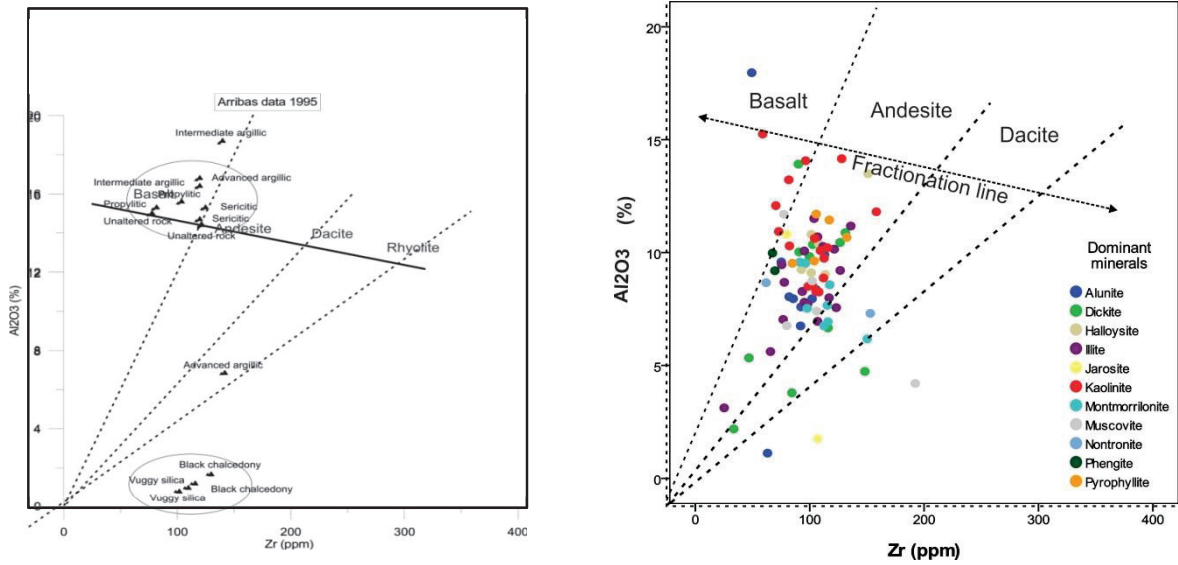 Arribas data 1995
20
Intermediate argillic
Intermediate argillic
Advanced argillic
16
Basalt
Propylitic
Propylitic
Sericitic
Unaltered rock
Sericitic
Andesite
Unaltered rock
Dacite
Rhyolite
12
Al2O3 (%)
8
Advanced argillic
4
Black chalcedony
Vuggy silica
Black chalcedony
Vuggy silica
0
0
100
200
300
400
Zr (ppm)
20
Basalt
Andesite
Dacite
15
Fractionation line
Al2O3 (%)
10
5
0
Dominant
minerals
Alunite
Dickite
Halloysite
Illite
Jarosite
Kaolinite
Montmorrilonite
Muscovite
Nontronite
Phengite
Pyrophyllite
0
100
200
300
400
Zr (ppm)